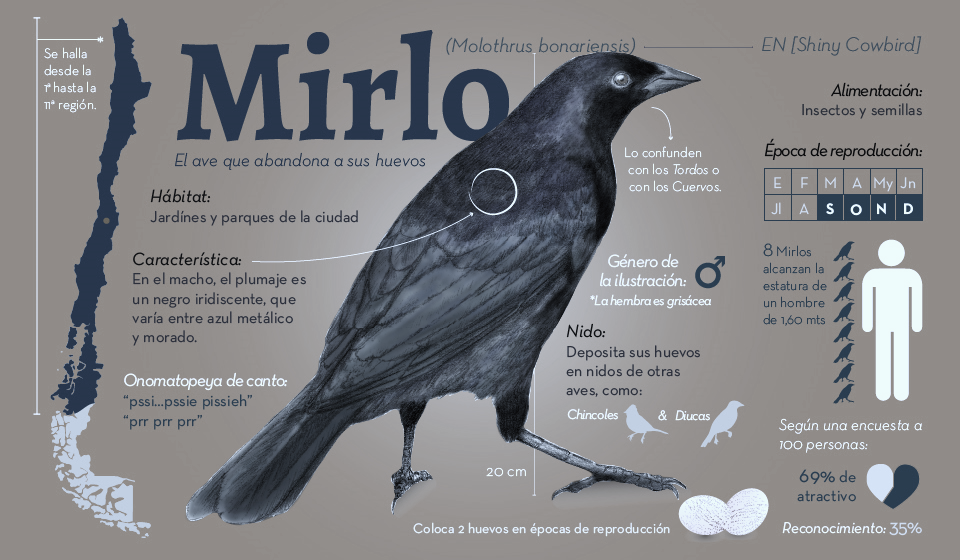 Se halla
desde la
1ª hasta la
11ª región.
Mirlo
(Molothrus bonariensis)
EN [Shiny Cowbird]
El ave que abandona a sus huevos
Hábitat:
Jardínes y parques de la ciudad
Característica:
En el macho, el plumaje es
un negro iridiscente, que
varía entre azul metálico
y morado.
Onomatopeya de canto:
“pssi...pssie pissieh”
“prr prr prr”
Lo confunden
con los Tordos o
con los Cuervos.
Género de
la ilustración:
*La hembra es grisácea
Nido:
Deposita sus huevos
en nidos de otras
aves, como:
Chincoles & Diucas
20 cm
Coloca 2 huevos en épocas de reproducción
Alimentación:
Insectos y semillas
Época de reproducción:
E F M A My Jn
Jl A S O N D
8 Mirlos
alcanzan la
estatura de
un hombre
de 1,60 mts
Según una encuesta a
100 personas:
69% de
atractivo
Reconocimiento: 35%